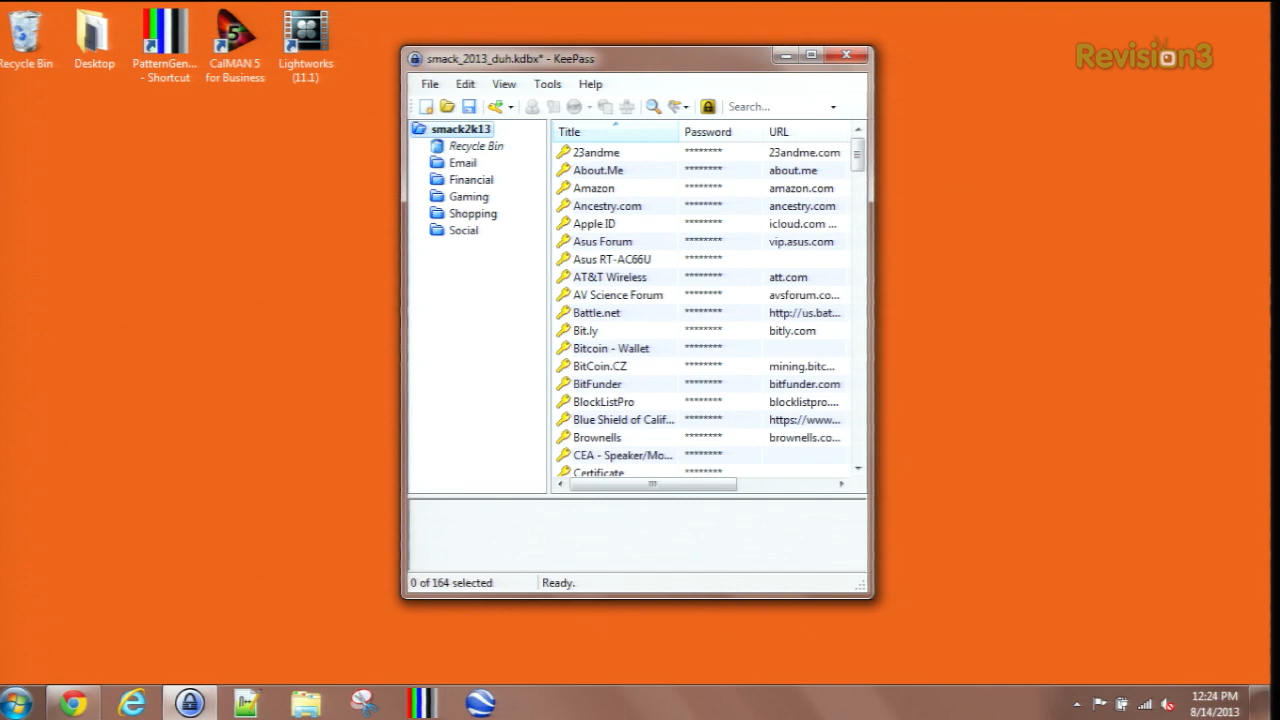 Recycle Bin
Desktop
PatternGen...
- Shortcut
CalMAN 5
for Business
Lightworks
(11.1)
Revision3
smack_2013_duh.kdbx* - KeePass
File Edit View Tools Help
Search...
smack2k13
Recycle Bin
Email
Financial
Gaming
Shopping
Social
Title Password URL
23andme ******** 23andme.com
About.Me ******** about.me
Amazon ******** amazon.com
Ancestry.com ******** ancestry.com
Apple ID ******** icloud.com ...
Asus Forum ******** vip.asus.com
Asus RT-AC66U ********
AT&T Wireless ******** att.com
AV Science Forum ******** avsforum.co...
Battle.net ******** http://us.bat...
Bit.ly ******** bitly.com
Bitcoin - Wallet ********
BitCoin.CZ ******** mining.bitc...
BitFunder ******** bitfunder.com
BlockListPro ******** blocklistpro....
Blue Shield of Calif... ******** https://www...
Brownells ******** brownells.co...
CEA - Speaker/Mo... ********
Certificate ********
0 of 164 selected Ready.
12:24 PM
8/14/2013